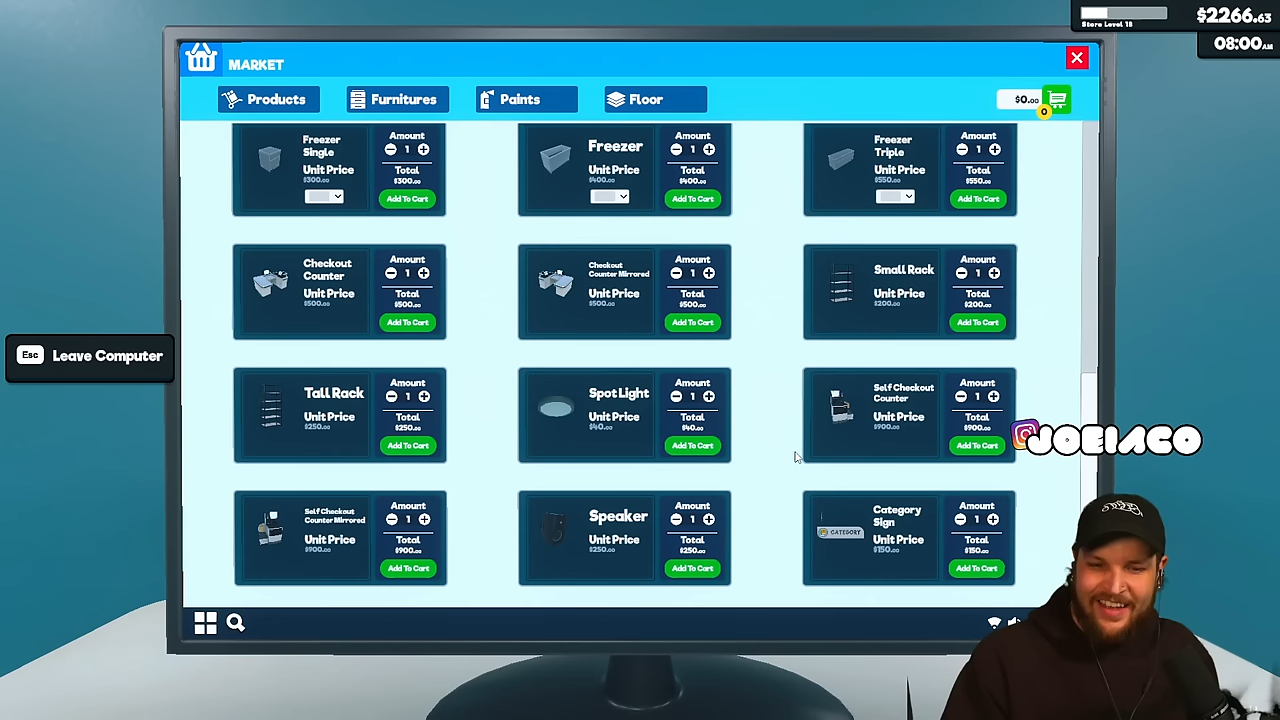 $2266.63
Store Level 18
08:00AM
MARKET
Products
Furnitures
Paints
Floor
$0.00
0
Freezer
Single
Unit Price
$300.00
Amount
1
Total
$300.00
Add To Cart
Freezer
Unit Price
$400.00
Amount
1
Total
$400.00
Add To Cart
Freezer
Triple
Unit Price
$550.00
Amount
1
Total
$550.00
Add To Cart
Checkout
Counter
Unit Price
$500.00
Amount
1
Total
$500.00
Add To Cart
Checkout
Counter Mirrored
Unit Price
$500.00
Amount
1
Total
$500.00
Add To Cart
Small Rack
Unit Price
$200.00
Amount
1
Total
$200.00
Add To Cart
Esc
Leave Computer
Tall Rack
Unit Price
$250.00
Amount
1
Total
$250.00
Add To Cart
Spot Light
Unit Price
$40.00
Amount
1
Total
$40.00
Add To Cart
Self Checkout
Counter
Unit Price
$900.00
Amount
1
Total
$900.00
Add To Cart
JOEIACO
Self Checkout
Counter Mirrored
Unit Price
$900.00
Amount
1
Total
$900.00
Add To Cart
Speaker
Unit Price
$250.00
Amount
1
Total
$250.00
Add To Cart
CATEGORY
Category
Sign
Unit Price
$150.00
Amount
1
Total
$150.00
Add To Cart